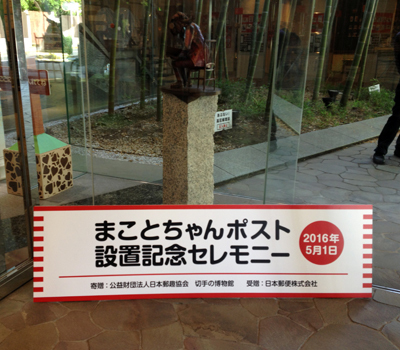 まことちゃんポスト
設置記念セレモニー
2016年
5月1日
寄贈：公益財団法人日本郵趣協会　切手の博物館　受贈：日本郵便株式会社